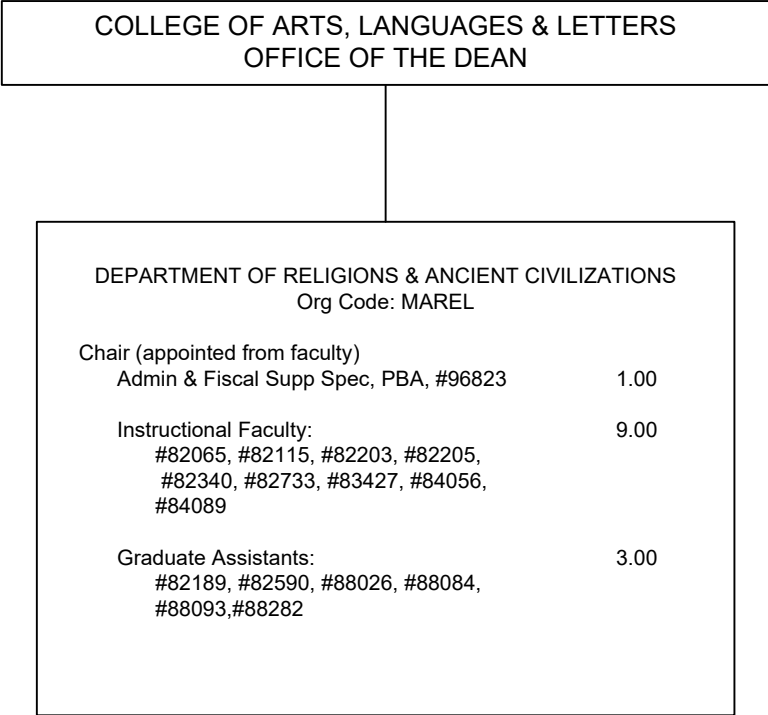 COLLEGE OF ARTS, LANGUAGES & LETTERS
OFFICE OF THE DEAN
DEPARTMENT OF RELIGIONS & ANCIENT CIVILIZATIONS
Org Code: MAREL
Chair (appointed from faculty)
Admin & Fiscal Supp Spec, PBA, #96823 1.00
Instructional Faculty: 9.00
#82065, #82115, #82203, #82205,
#82340, #82733, #83427, #84056,
#84089
Graduate Assistants: 3.00
#82189, #82590, #88026, #88084,
#88093,#88282